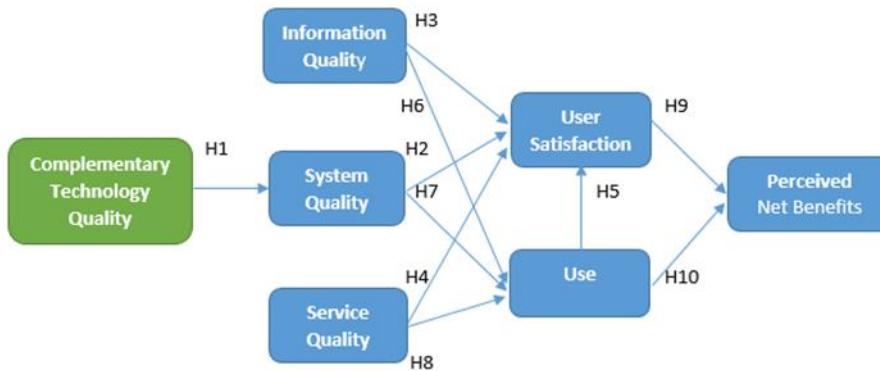 H3
Information
Quality
H6
User
Satisfaction
H9
H1
H2
Complementary
Technology
Quality
System
Quality
H7
H5
Perceived
Net Benefits
H4
Use
H10
Service
Quality
H8